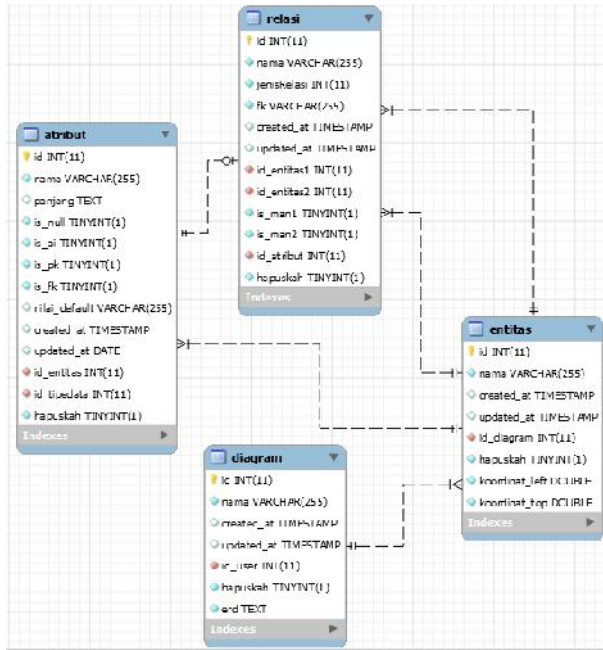 relasi
id INT(11)
nama VARCHAR(255)
jenisRelasi INT(11)
fk VARCHAR(255)
created_at TIMESTAMP
updated_at TIMESTAMP
id_entitas1 INT(11)
id_entitas2 INT(11)
is_man1 TINYINT(1)
is_man2 TINYINT(1)
id_atribut INT(11)
hapuskah TINYINT(1)
Indexes
atribut
id INT(11)
nama VARCHAR(255)
panjang TEXT
is_null TINYINT(1)
is_ai TINYINT(1)
is_pk TINYINT(1)
is_fk TINYINT(1)
nilai_default VARCHAR(255)
created_at TIMESTAMP
updated_at DATE
id_entitas INT(11)
id_tipedata INT(11)
hapuskah TINYINT(1)
Indexes
entitas
id INT(11)
nama VARCHAR(255)
created_at TIMESTAMP
updated_at TIMESTAMP
id_diagram INT(11)
hapuskah TINYINT(1)
koordinat_left DOUBLE
koordinat_top DOUBLE
Indexes
diagram
id INT(11)
nama VARCHAR(255)
created_at TIMESTAMP
updated_at TIMESTAMP
id_user INT(11)
hapuskah TINYINT(1)
erd TEXT
Indexes